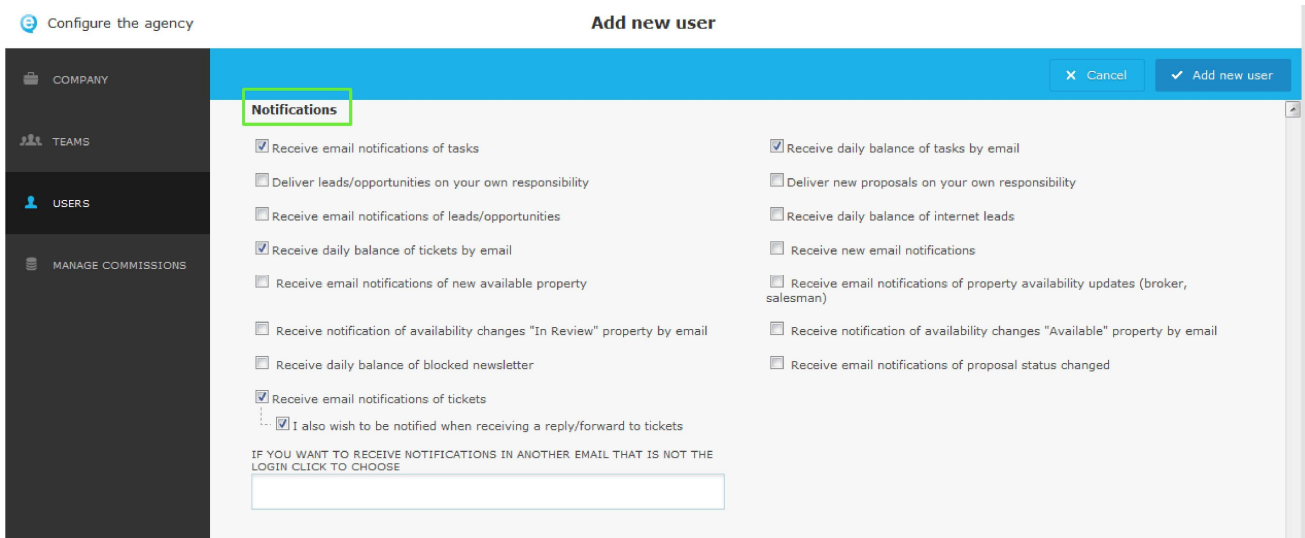 Configure the agency
Add new user
COMPANY
TEAMS
USERS
MANAGE COMMISSIONS
Cancel
Add new user
Notifications
Receive email notifications of tasks
Receive daily balance of tasks by email
Deliver leads/opportunities on your own responsibility
Deliver new proposals on your own responsibility
Receive email notifications of leads/opportunities
Receive daily balance of internet leads
Receive daily balance of tickets by email
Receive new email notifications
Receive email notifications of new available property
Receive email notifications of property availability updates (broker,
salesman)
Receive notification of availability changes "In Review" property by email
Receive notification of availability changes "Available" property by email
Receive daily balance of blocked newsletter
Receive email notifications of proposal status changed
Receive email notifications of tickets
I also wish to be notified when receiving a reply/forward to tickets
IF YOU WANT TO RECEIVE NOTIFICATIONS IN ANOTHER EMAIL THAT IS NOT THE
LOGIN CLICK TO CHOOSE